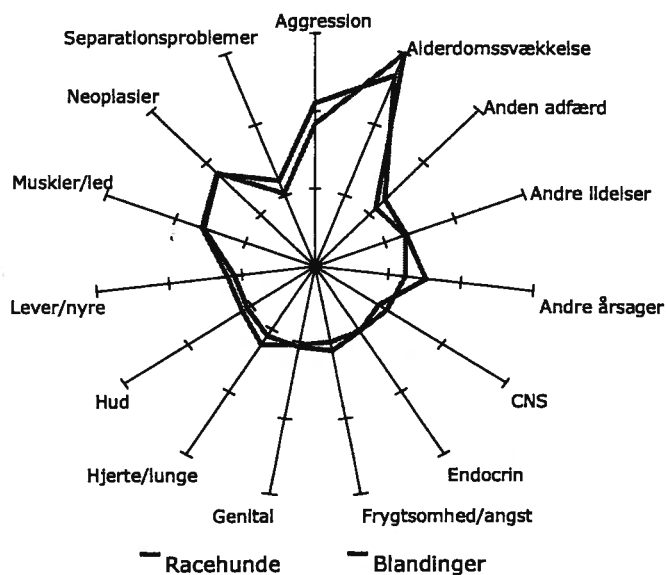 Aggression
Alderdomssvækkelse
Anden adfærd
Andre lidelser
Andre årsager
CNS
Endocrin
Frygtsomhed/angst
Genital
Hjerte/lunge
Hud
Lever/nyre
Muskler/led
Neoplasier
Separationsproblemer
Racehunde Blandinger